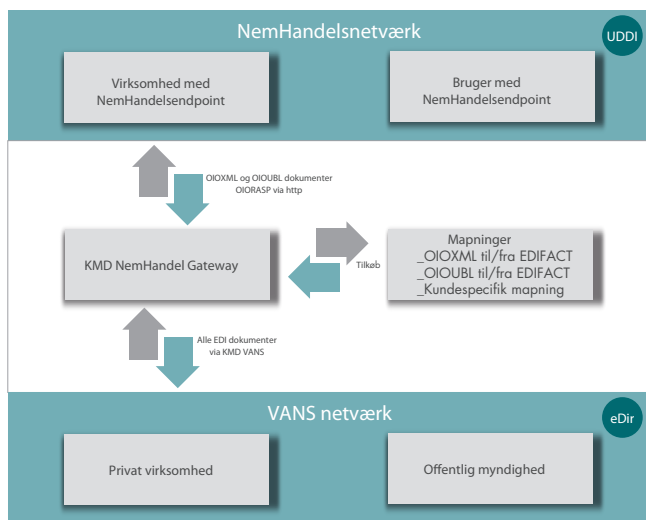 NemHandelsnetværk
UDDI
Virksomhed med
NemHandelsendpoint
Bruger med
NemHandelsendpoint
OIOXML og OIOUBL dokumenter
OIORASP via http
KMD NemHandel Gateway
Tilkøb
Mapninger
_OIOXML til/fra EDIFACT
_OIOUBL til/fra EDIFACT
_Kundespecifik mapning
Alle EDI dokumenter
via KMD VANS
VANS netværk
eDir
Privat virksomhed
Offentlig myndighed